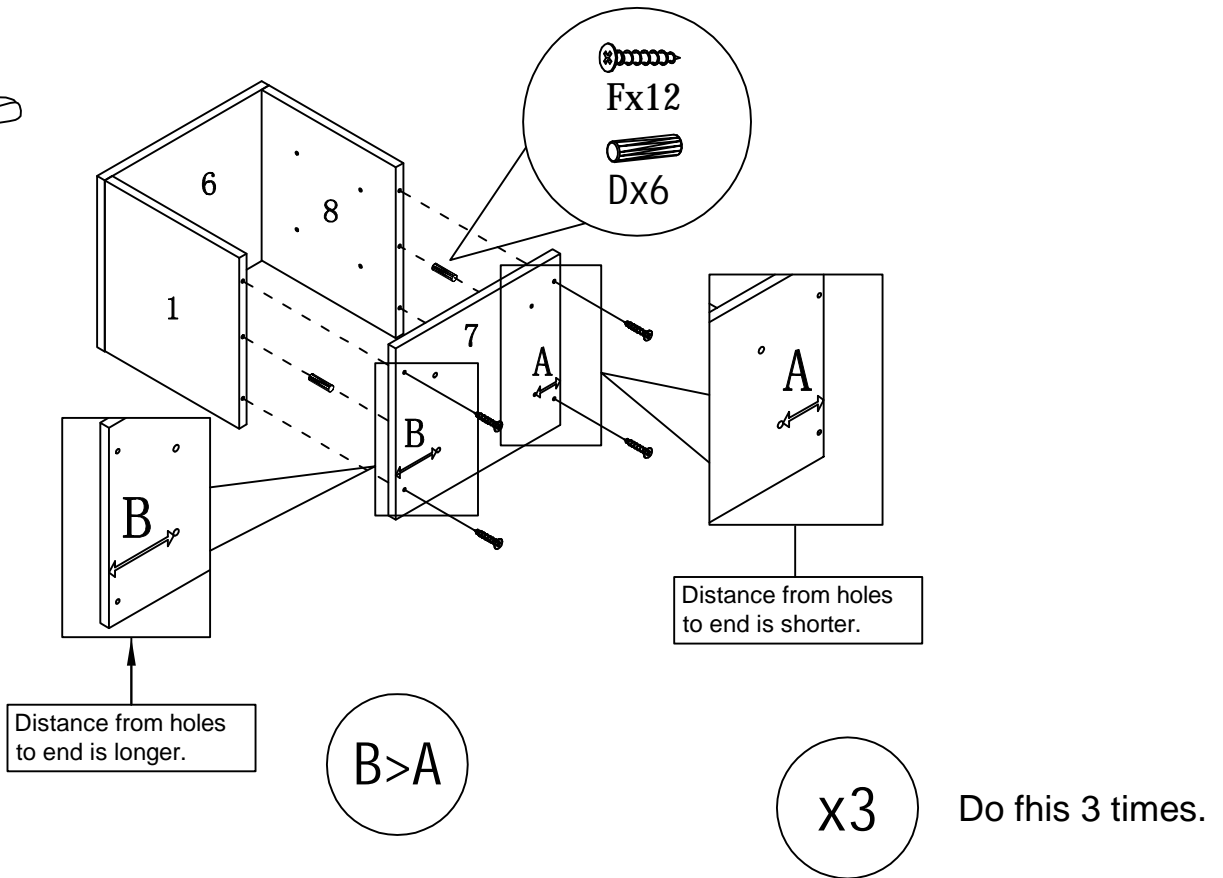 Fx12
Dx6
6
8
1
7
A
B
A
B
Distance from holes
to end is shorter.
Distance from holes
to end is longer.
B>A
x3
Do fhis 3 times.